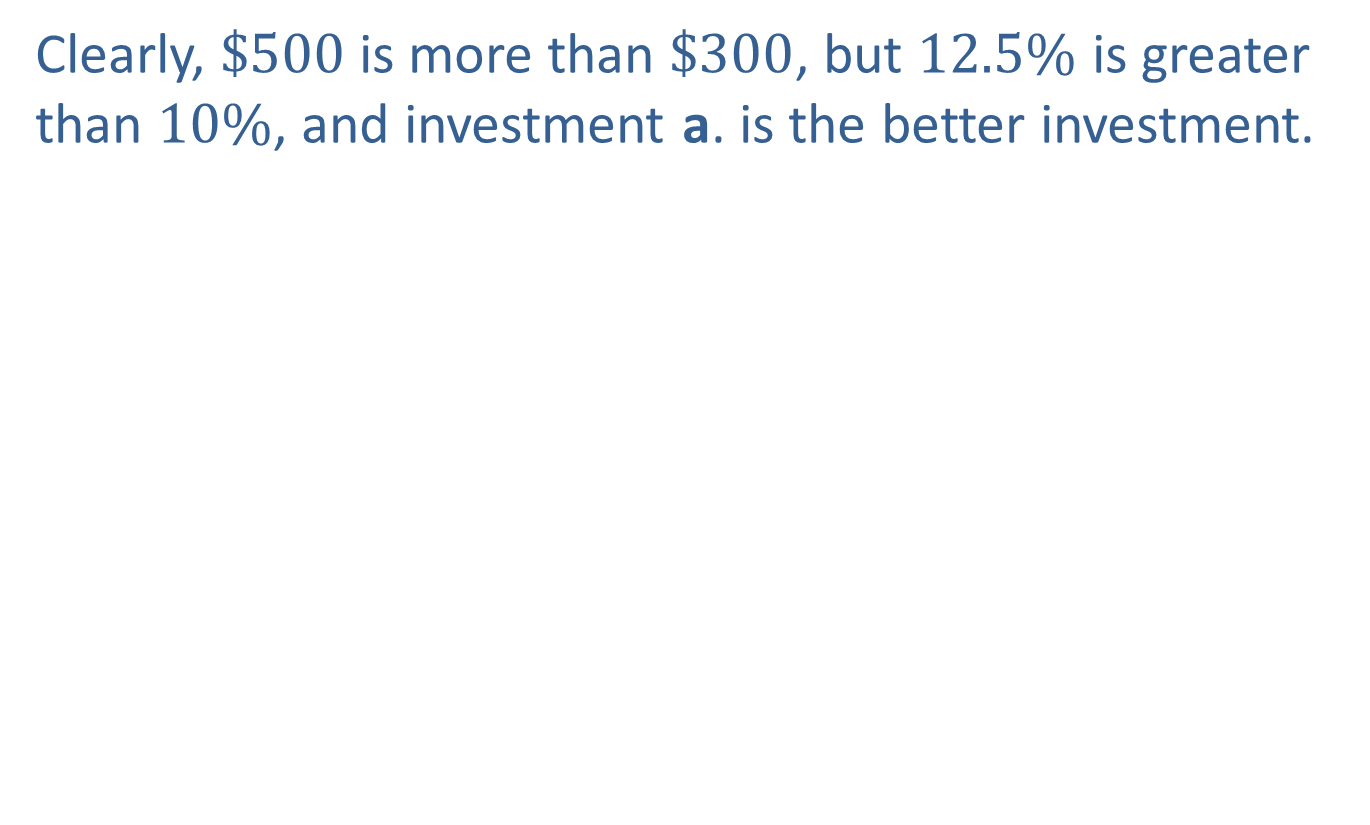 Clearly, $500 is more than $300, but 12.5% is greater
than 10%, and investment a. is the better investment.